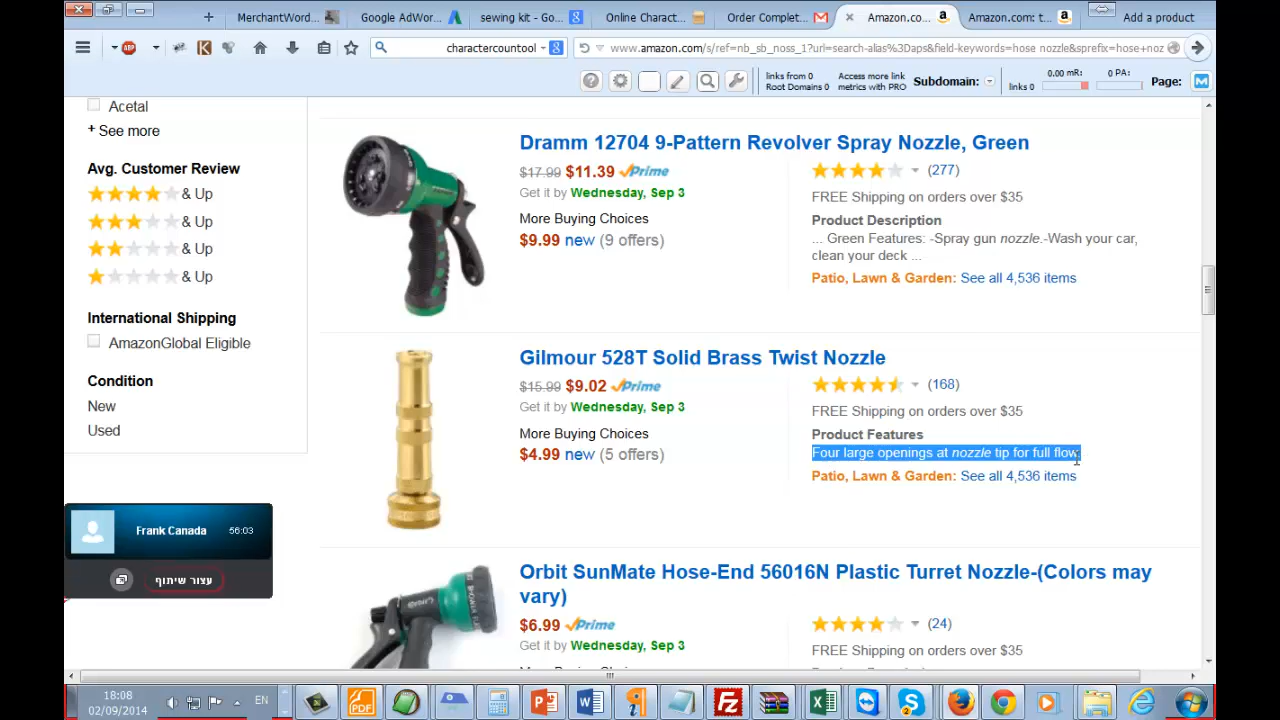 MerchantWord...
Google AdWor...
sewing kit - Go...
Online Charact...
Order Complet...
Amazon.co...
Amazon.com: t...
Add a product
ABP
K
charactercountool
www.amazon.com/s/ref=nb_sb_noss_1?url=search-alias%3Daps&field-keywords=hose nozzle&sprefix=hose+noz
links from 0
Root Domains 0
Access more link
metrics with PRO
Subdomain:
links 0
0.00 mR:
0 PA:
Page:
Acetal
+ See more
Avg. Customer Review
& Up
& Up
& Up
& Up
International Shipping
AmazonGlobal Eligible
Condition
New
Used
Dramm 12704 9-Pattern Revolver Spray Nozzle, Green
$17.99 $11.39 Prime
Get it by Wednesday, Sep 3
More Buying Choices
$9.99 new (9 offers)
(277)
FREE Shipping on orders over $35
Product Description
... Green Features: -Spray gun nozzle.-Wash your car,
clean your deck ...
Patio, Lawn & Garden: See all 4,536 items
Gilmour 528T Solid Brass Twist Nozzle
$15.99 $9.02 Prime
Get it by Wednesday, Sep 3
More Buying Choices
$4.99 new (5 offers)
(168)
FREE Shipping on orders over $35
Product Features
Four large openings at nozzle tip for full flow
Patio, Lawn & Garden: See all 4,536 items
Orbit SunMate Hose-End 56016N Plastic Turret Nozzle-(Colors may
vary)
$6.99 Prime
Get it by Wednesday, Sep 3
More Buying Choices
(24)
FREE Shipping on orders over $35
Frank Canada 56:03
עצור שיתוף
18:08
02/09/2014
EN
PDF